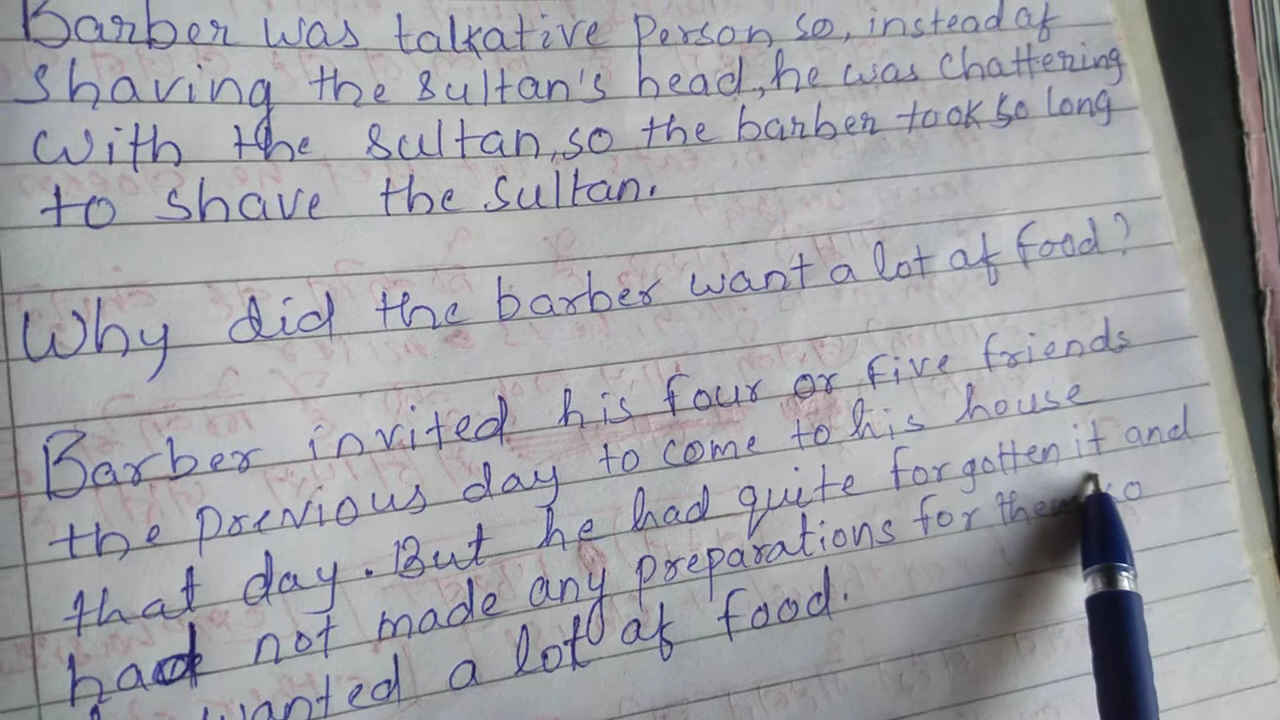 Barber was talkative Person, so, instead of
shaving the sultan's head, he was chattering
with the sultan, so the barber took so long
to shave the sultan.
Why did the barber want a lot of food?
Barber invited his four or five friends
the previous day to come to his house
that day. But he had quite forgotten it and
had not made any preparations for them so
wanted a lot of food.